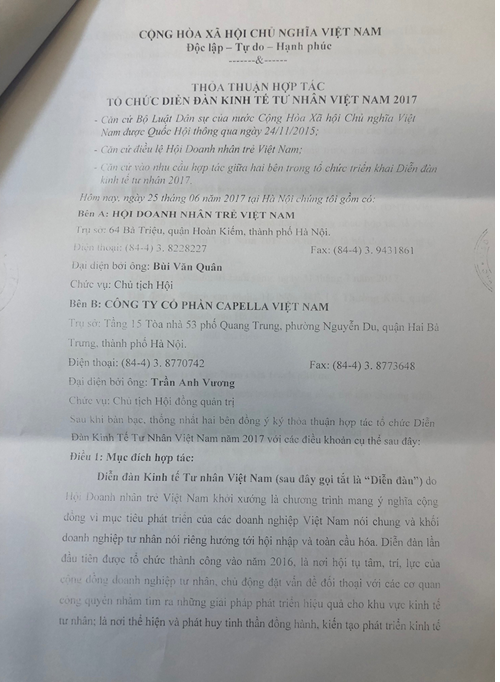 CỘNG HÒA XÃ HỘI CHỦ NGHĨA VIỆT NAM
Độc lập – Tự do – Hạnh phúc
-------&------
THỎA THUẬN HỢP TÁC
TỔ CHỨC DIỄN ĐÀN KINH TẾ TƯ NHÂN VIỆT NAM 2017
- Căn cứ Bộ Luật Dân sự của nước Cộng Hòa Xã hội Chủ nghĩa Việt
Nam được Quốc Hội thông qua ngày 24/11/2015;
- Căn cứ điều lệ Hội Doanh nhân trẻ Việt Nam;
- Căn cứ vào nhu cầu hợp tác giữa hai bên trong tổ chức triển khai Diễn đàn
kinh tế tư nhân 2017.
Hôm nay, ngày 25 tháng 06 năm 2017 tại Hà Nội chúng tôi gồm có:
Bên A: HỘI DOANH NHÂN TRẺ VIỆT NAM
Trụ sở: 64 Bà Triệu, quận Hoàn Kiếm, thành phố Hà Nội.
Điện thoại: (84-4) 3. 8228227 Fax: (84-4) 3. 9431861
Đại diện bởi ông: Bùi Văn Quân
Chức vụ: Chủ tịch Hội
Bên B: CÔNG TY CỔ PHẦN CAPELLA VIỆT NAM
Trụ sở: Tầng 15 Tòa nhà 53 phố Quang Trung, phường Nguyễn Du, quận Hai Bà
Trưng, thành phố Hà Nội.
Điện thoại: (84-4) 3. 8770742 Fax: (84-4) 3. 8773648
Đại diện bởi ông: Trần Anh Vương
Chức vụ: Chủ tịch Hội đồng quản trị
Sau khi bàn bạc, thống nhất hai bên đồng ý ký thỏa thuận hợp tác tổ chức Diễn
Đàn Kinh Tế Tư Nhân Việt Nam năm 2017 với các điều khoản cụ thể sau đây:
Điều 1: Mục đích hợp tác:
Diễn đàn Kinh tế Tư nhân Việt Nam (sau đây gọi tắt là “Diễn đàn”) do
Hội Doanh nhân trẻ Việt Nam khởi xướng là chương trình mang ý nghĩa cộng
đồng vì mục tiêu phát triển của các doanh nghiệp Việt Nam nói chung và khối
doanh nghiệp tư nhân nói riêng hướng tới hội nhập và toàn cầu hóa. Diễn đàn lần
đầu tiên được tổ chức thành công vào năm 2016, là nơi hội tụ tâm, trí, lực của
cộng đồng doanh nghiệp tư nhân, chủ động đặt vấn đề đối thoại với các cơ quan
công quyền nhằm tìm ra những giải pháp phát triển hiệu quả cho khu vực kinh tế
tư nhân; là nơi thể hiện và phát huy tinh thần đồng hành, kiến tạo phát triển kinh tế